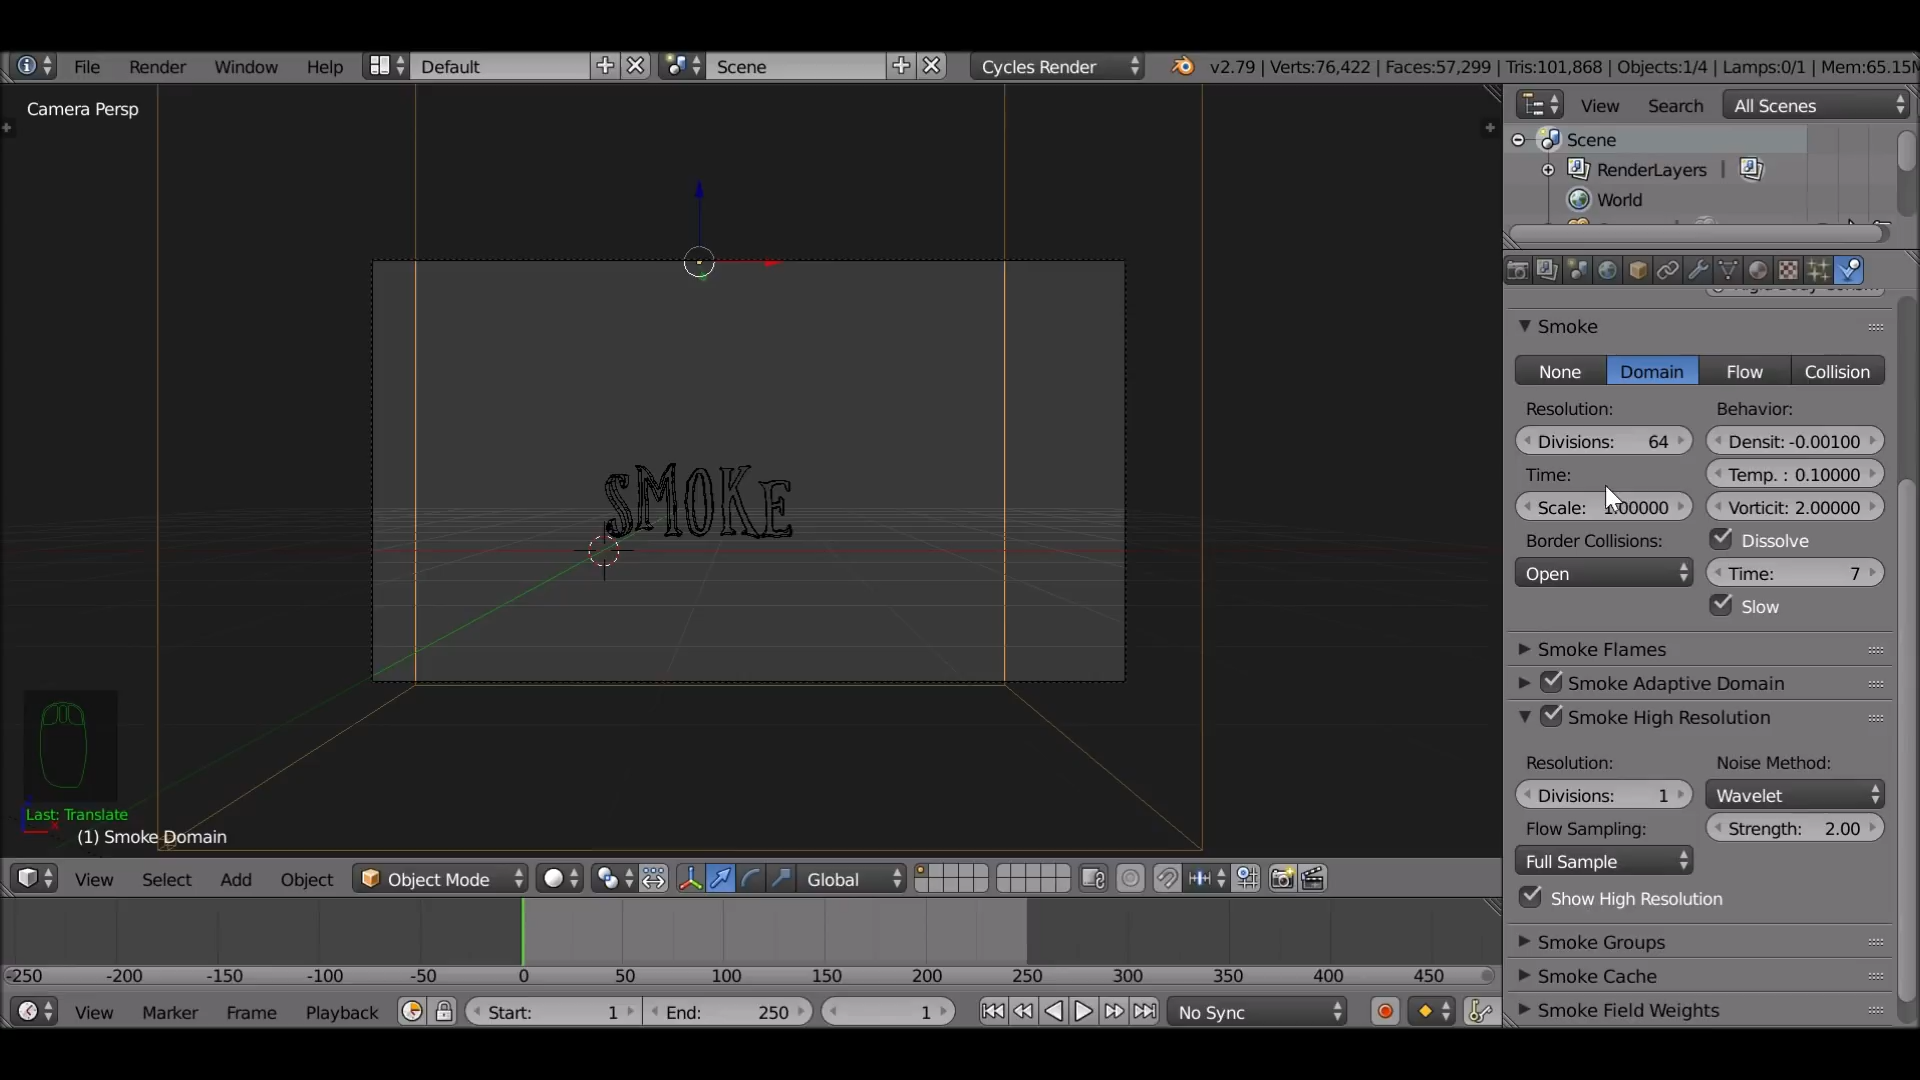 File Render Window Help Default Scene Cycles Render v2.79 | Verts:76,422 | Faces:57,299 | Tris:101,868 | Objects:1/4 | Lamps:0/1 | Mem:65.15
Camera Persp
View Search All Scenes
Scene
RenderLayers |
World
Smoke
None Domain Flow Collision
Resolution: Behavior:
Divisions: 64 Densit: -0.00100
Time: Temp. : 0.10000
Scale: Vorticit: 2.00000
Border Collisions: Dissolve
Open Time: 7
Slow
SMOKE
Smoke Flames
Smoke Adaptive Domain
Smoke High Resolution
Resolution: Noise Method:
Divisions: 1 Wavelet
Flow Sampling: Strength: 2.00
Full Sample
Show High Resolution
Smoke Groups
Smoke Cache
Smoke Field Weights
Last: Translate
(1) Smoke Domain
View Select Add Object Object Mode Global
-250 -200 -150 -100 -50 0 50 100 150 200 250 300 350 400 450
View Marker Frame Playback Start: 1 End: 250 1 No Sync